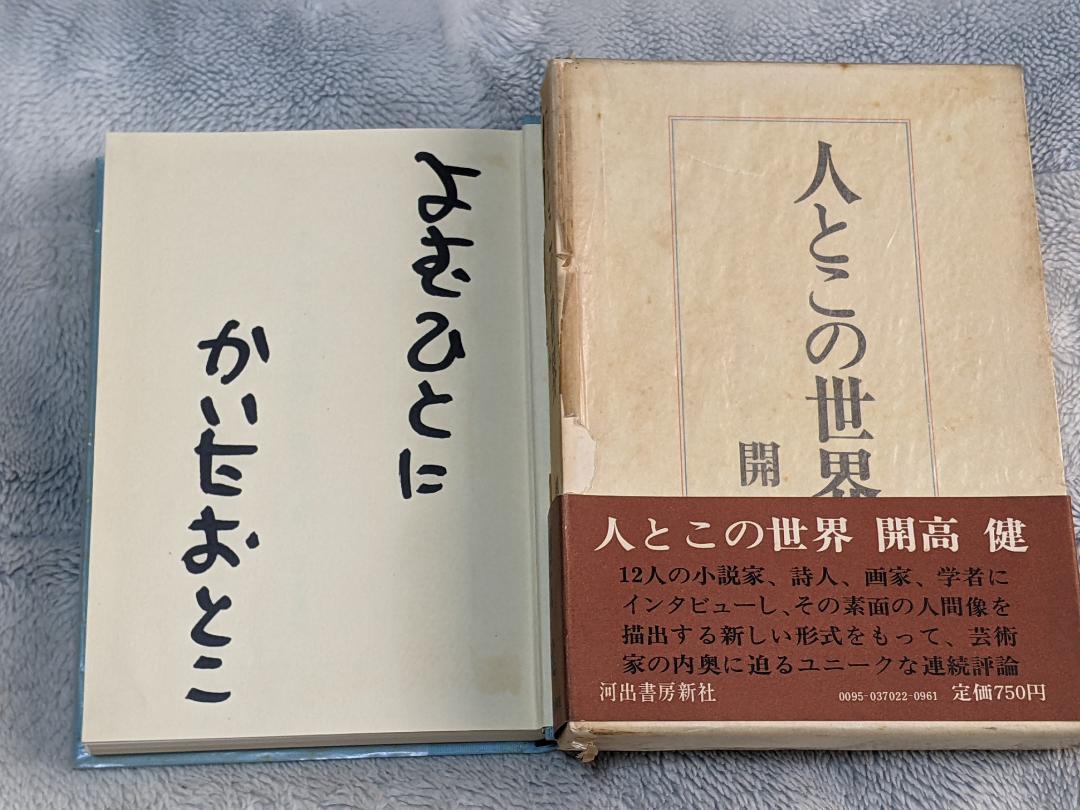 よむひとに
かいたおとこ
人とこの世界
開
人とこの世界 開高 健
12人の小説家、詩人、画家、学者に
インタビューし、その素面の人間像を
描出する新しい形式をもって、芸術
家の内奥に迫るユニークな連続評論
河出書房新社
0095-037022-0961 定価750円